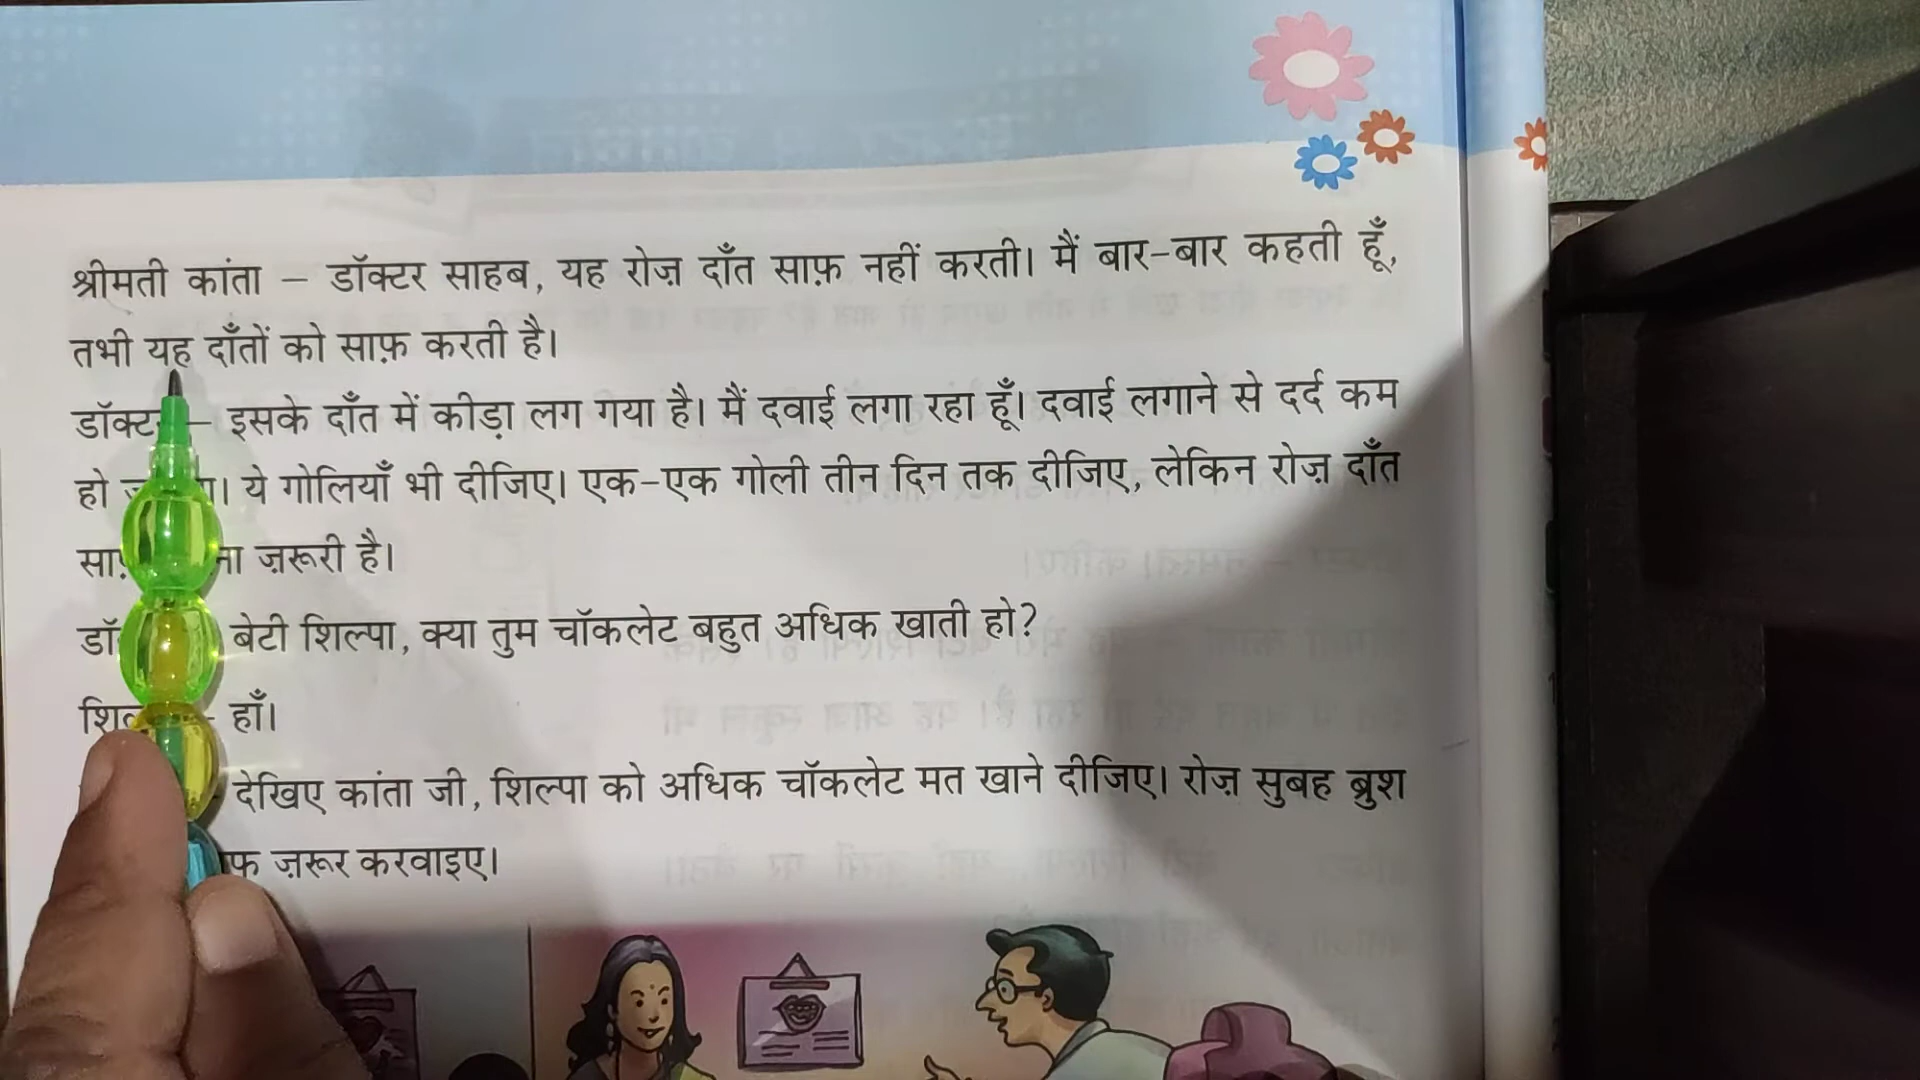 श्रीमती कांता – डॉक्टर साहब, यह रोज़ दाँत साफ़ नहीं करती। मैं बार-बार कहती हूँ,
तभी यह दाँतों को साफ़ करती है।
– इसके दाँत में कीड़ा लग गया है। मैं दवाई लगा रहा हूँ। दवाई लगाने से दर्द कम
हो ये गोलियाँ भी दीजिए। एक-एक गोली तीन दिन तक दीजिए, लेकिन रोज़ दाँत
ज़रूरी है।
बेटी शिल्पा, क्या तुम चॉकलेट बहुत अधिक खाती हो?
– हाँ।
देखिए कांता जी, शिल्पा को अधिक चॉकलेट मत खाने दीजिए। रोज़ सुबह ब्रुश
ज़रूर करवाइए।